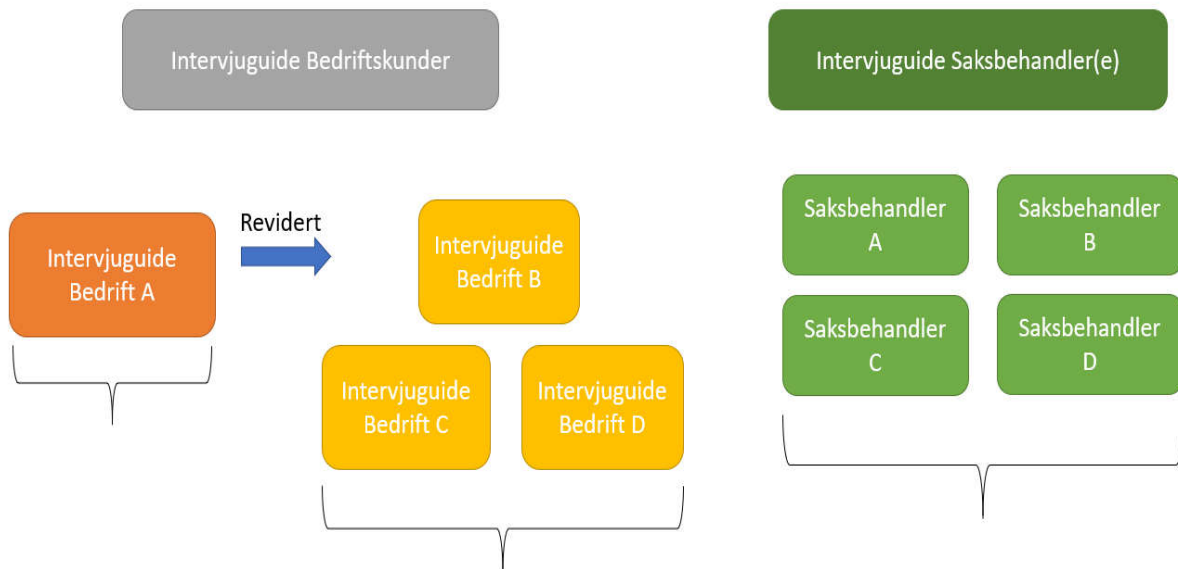 Intervjuguide Bedriftskunder
Intervjuguide Saksbehandler(e)
Intervjuguide
Bedrift A
Revidert
Intervjuguide
Bedrift B
Intervjuguide
Bedrift C
Intervjuguide
Bedrift D
Saksbehandler
A
Saksbehandler
B
Saksbehandler
C
Saksbehandler
D